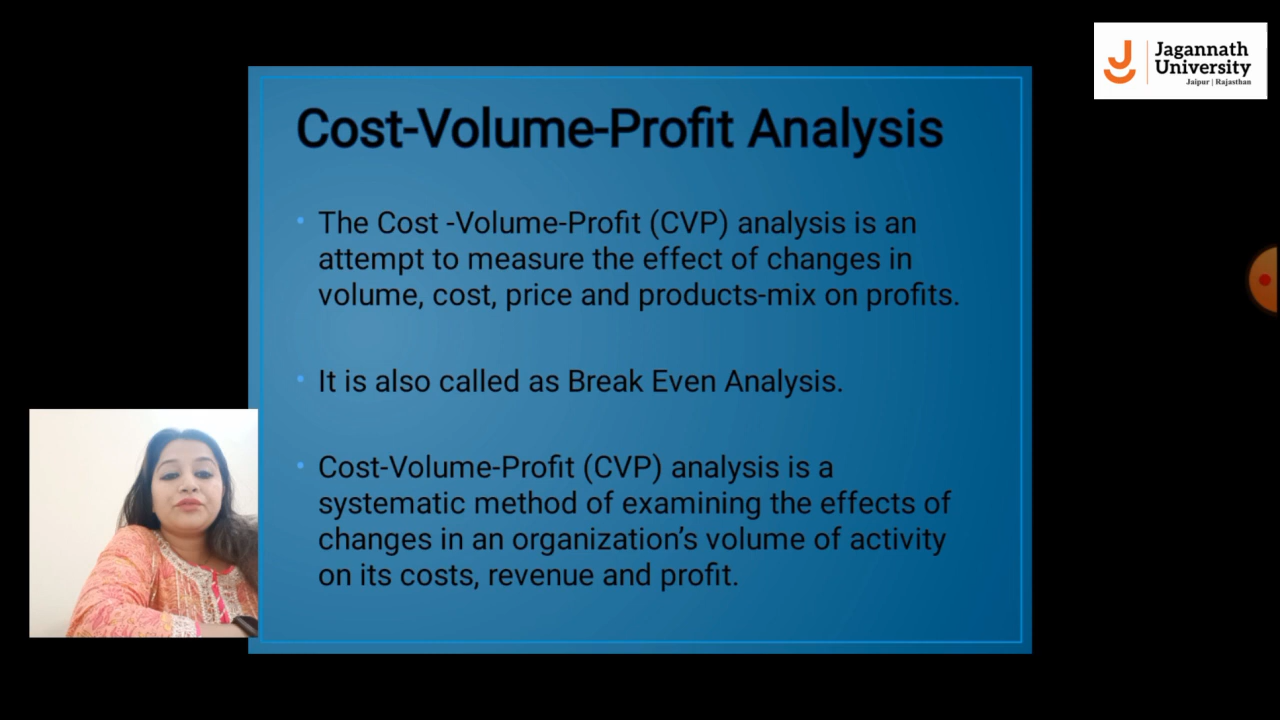 Jagannath
University
Jaipur | Rajasthan
Cost-Volume-Profit Analysis
• The Cost -Volume-Profit (CVP) analysis is an
attempt to measure the effect of changes in
volume, cost, price and products-mix on profits.
• It is also called as Break Even Analysis.
• Cost-Volume-Profit (CVP) analysis is a
systematic method of examining the effects of
changes in an organization’s volume of activity
on its costs, revenue and profit.